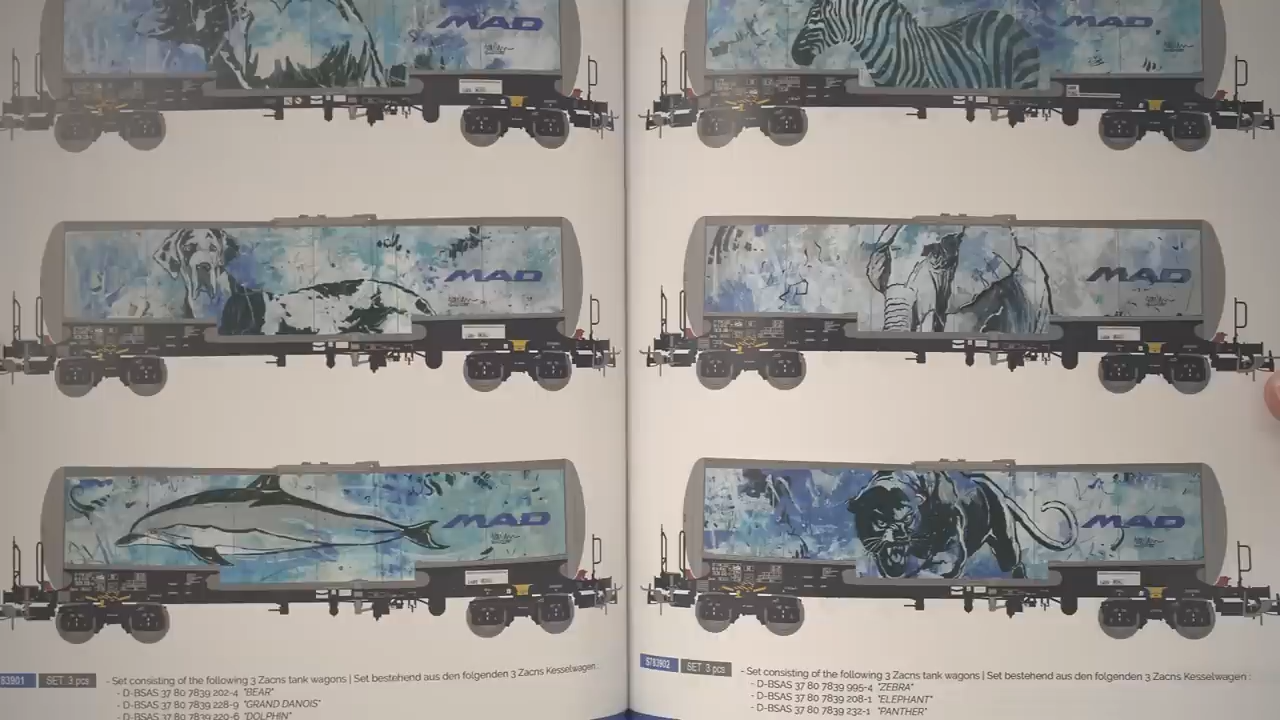 MAD
MAD
MAD
MAD
MAD
MAD
83901 SET 3 pcs - Set consisting of the following 3 Zacns tank wagons | Set bestehend aus den folgenden 3 Zacns Kesselwagen :
- D-BSAS 37 80 7839 202-4 "BEAR"
- D-BSAS 37 80 7839 228-9 "GRAND DANOIS"
- D-BSAS 37 80 7839 220-6 "DOLPHIN"
S783902 SET 3 pcs - Set consisting of the following 3 Zacns tank wagons | Set bestehend aus den folgenden 3 Zacns Kesselwagen :
- D-BSAS 37 80 7839 995-4 "ZEBRA"
- D-BSAS 37 80 7839 208-1 "ELEPHANT"
- D-BSAS 37 80 7839 232-1 "PANTHER"